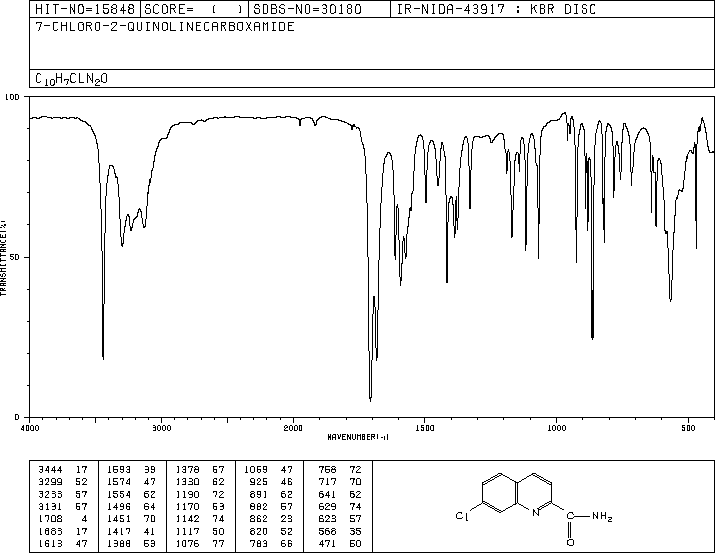 HIT-NO=15848 SCORE= ( ) SDBS-NO=30180 IR-NIDA-43917 : KBR DISC
7-CHLORO-2-QUINOLINECARBOXAMIDE
C10H7CLN2O
100
50
0
TRANSMITTANCE(%)
4000 3000 2000 1500 1000 500
WAVENUMBER(-1)
3444 17 1593 39 1378 57 1069 47 758 72
3299 52 1574 47 1330 62 925 46 717 70
3233 57 1554 62 1190 72 891 62 641 62
3131 57 1496 64 1170 53 882 57 629 74
1708 4 1451 70 1142 74 862 23 623 57
1683 17 1417 41 1117 50 820 52 568 35
1613 47 1388 53 1076 77 783 66 471 50
Cl N C NH2
O